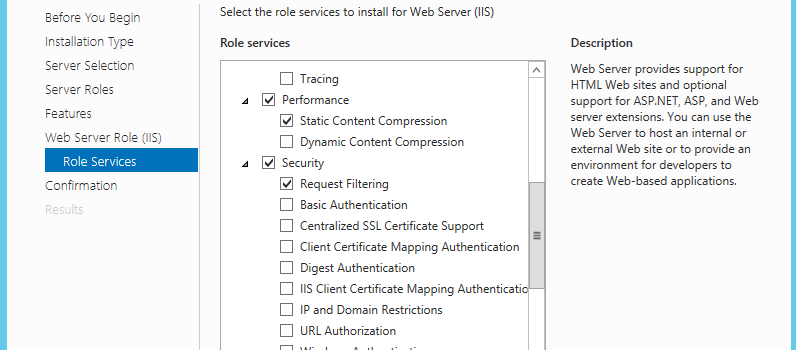 Before You Begin
Installation Type
Server Selection
Server Roles
Features
Web Server Role (IIS)
Role Services
Confirmation
Results
Select the role services to install for Web Server (IIS)
Role services
Tracing
Performance
Static Content Compression
Dynamic Content Compression
Security
Request Filtering
Basic Authentication
Centralized SSL Certificate Support
Client Certificate Mapping Authentication
Digest Authentication
IIS Client Certificate Mapping Authenticatio
IP and Domain Restrictions
URL Authorization
Description
Web Server provides support for
HTML Web sites and optional
support for ASP.NET, ASP, and Web
server extensions. You can use the
Web Server to host an internal or
external Web site or to provide an
environment for developers to
create Web-based applications.